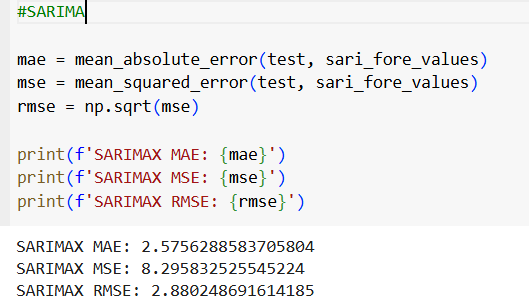 #SARIMA
mae = mean_absolute_error(test, sari_fore_values)
mse = mean_squared_error(test, sari_fore_values)
rmse = np.sqrt(mse)
print(f'SARIMAX MAE: {mae}')
print(f'SARIMAX MSE: {mse}')
print(f'SARIMAX RMSE: {rmse}')
SARIMAX MAE: 2.5756288583705804
SARIMAX MSE: 8.295832525545224
SARIMAX RMSE: 2.880248691614185